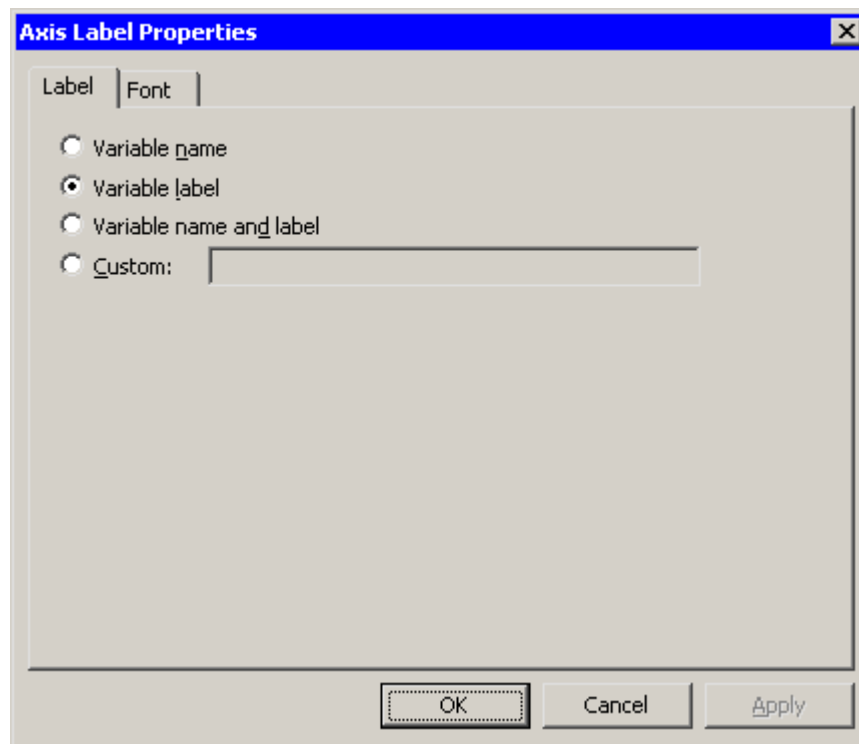 Axis Label Properties
Label Font
Variable name
Variable label
Variable name and label
Custom:
OK Cancel Apply